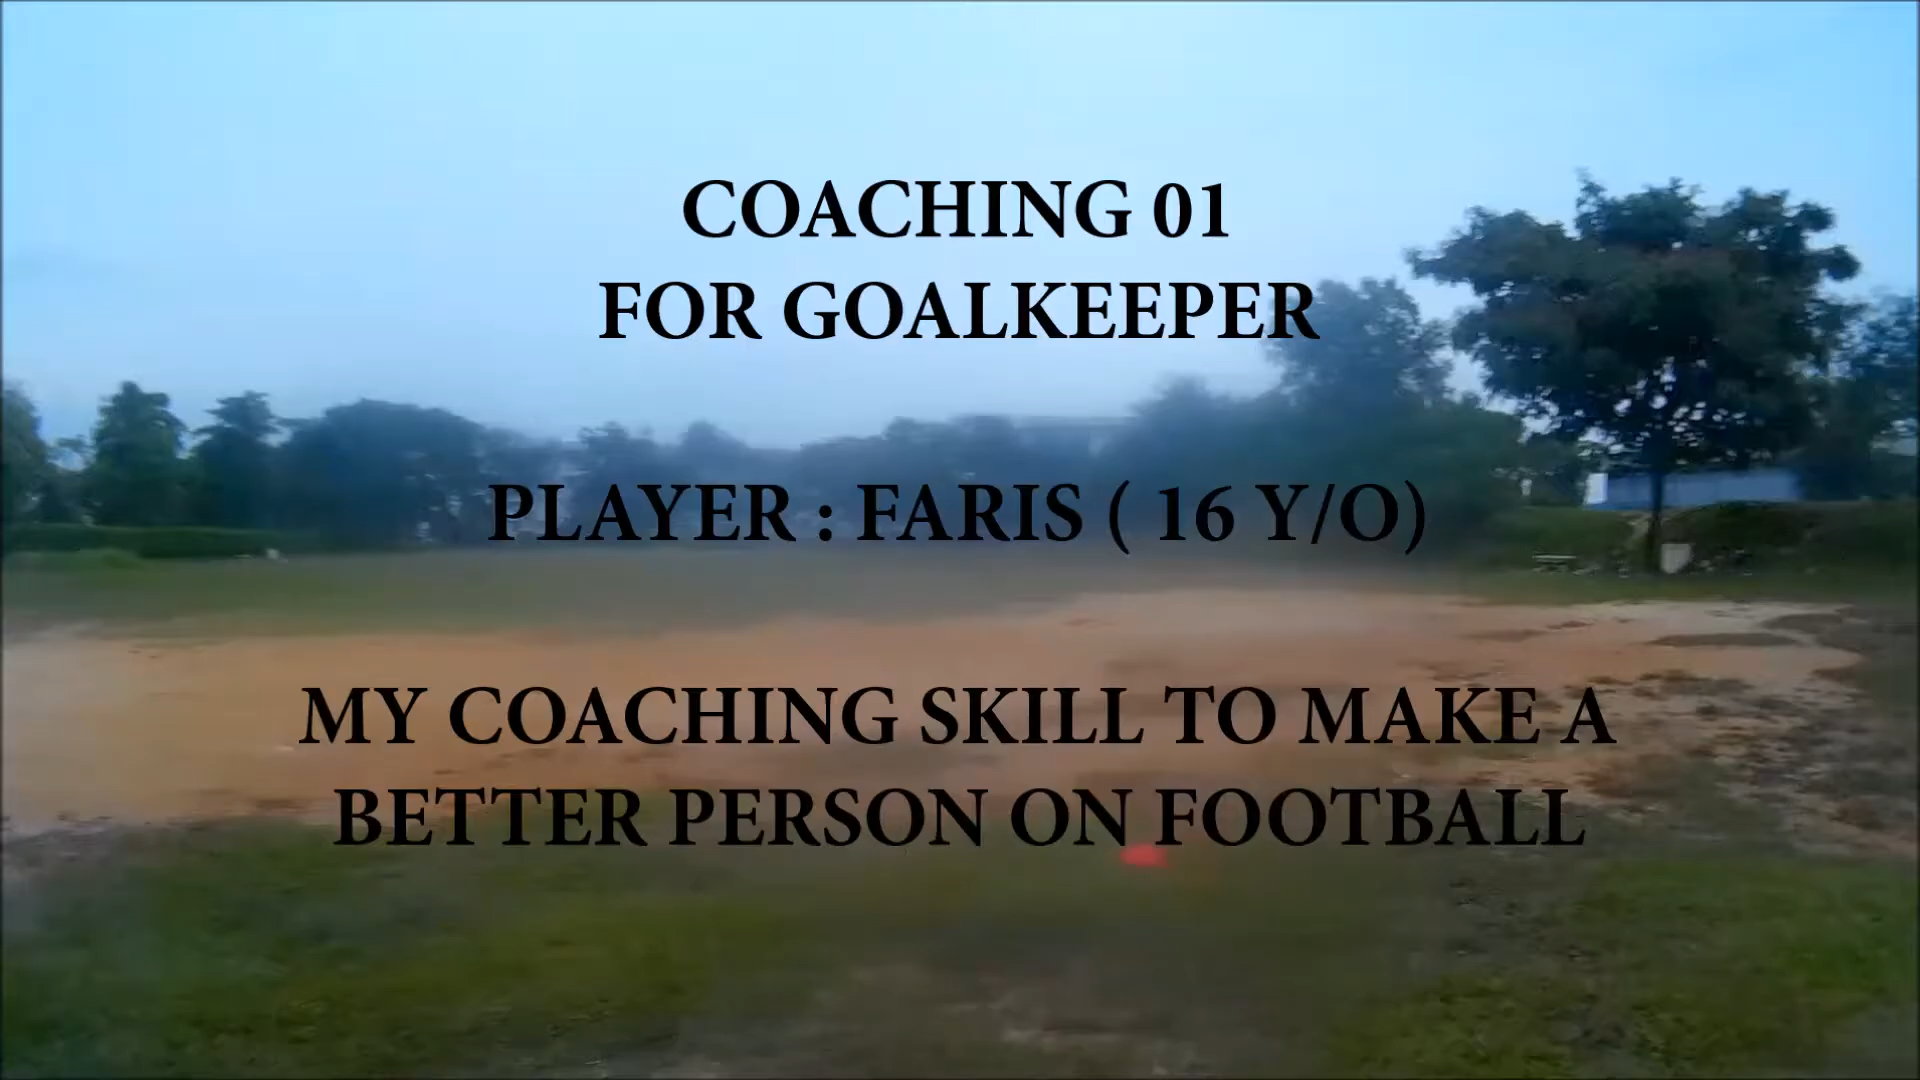 COACHING 01
FOR GOALKEEPER
PLAYER : FARIS ( 16 Y/O)
MY COACHING SKILL TO MAKE A
BETTER PERSON ON FOOTBALL